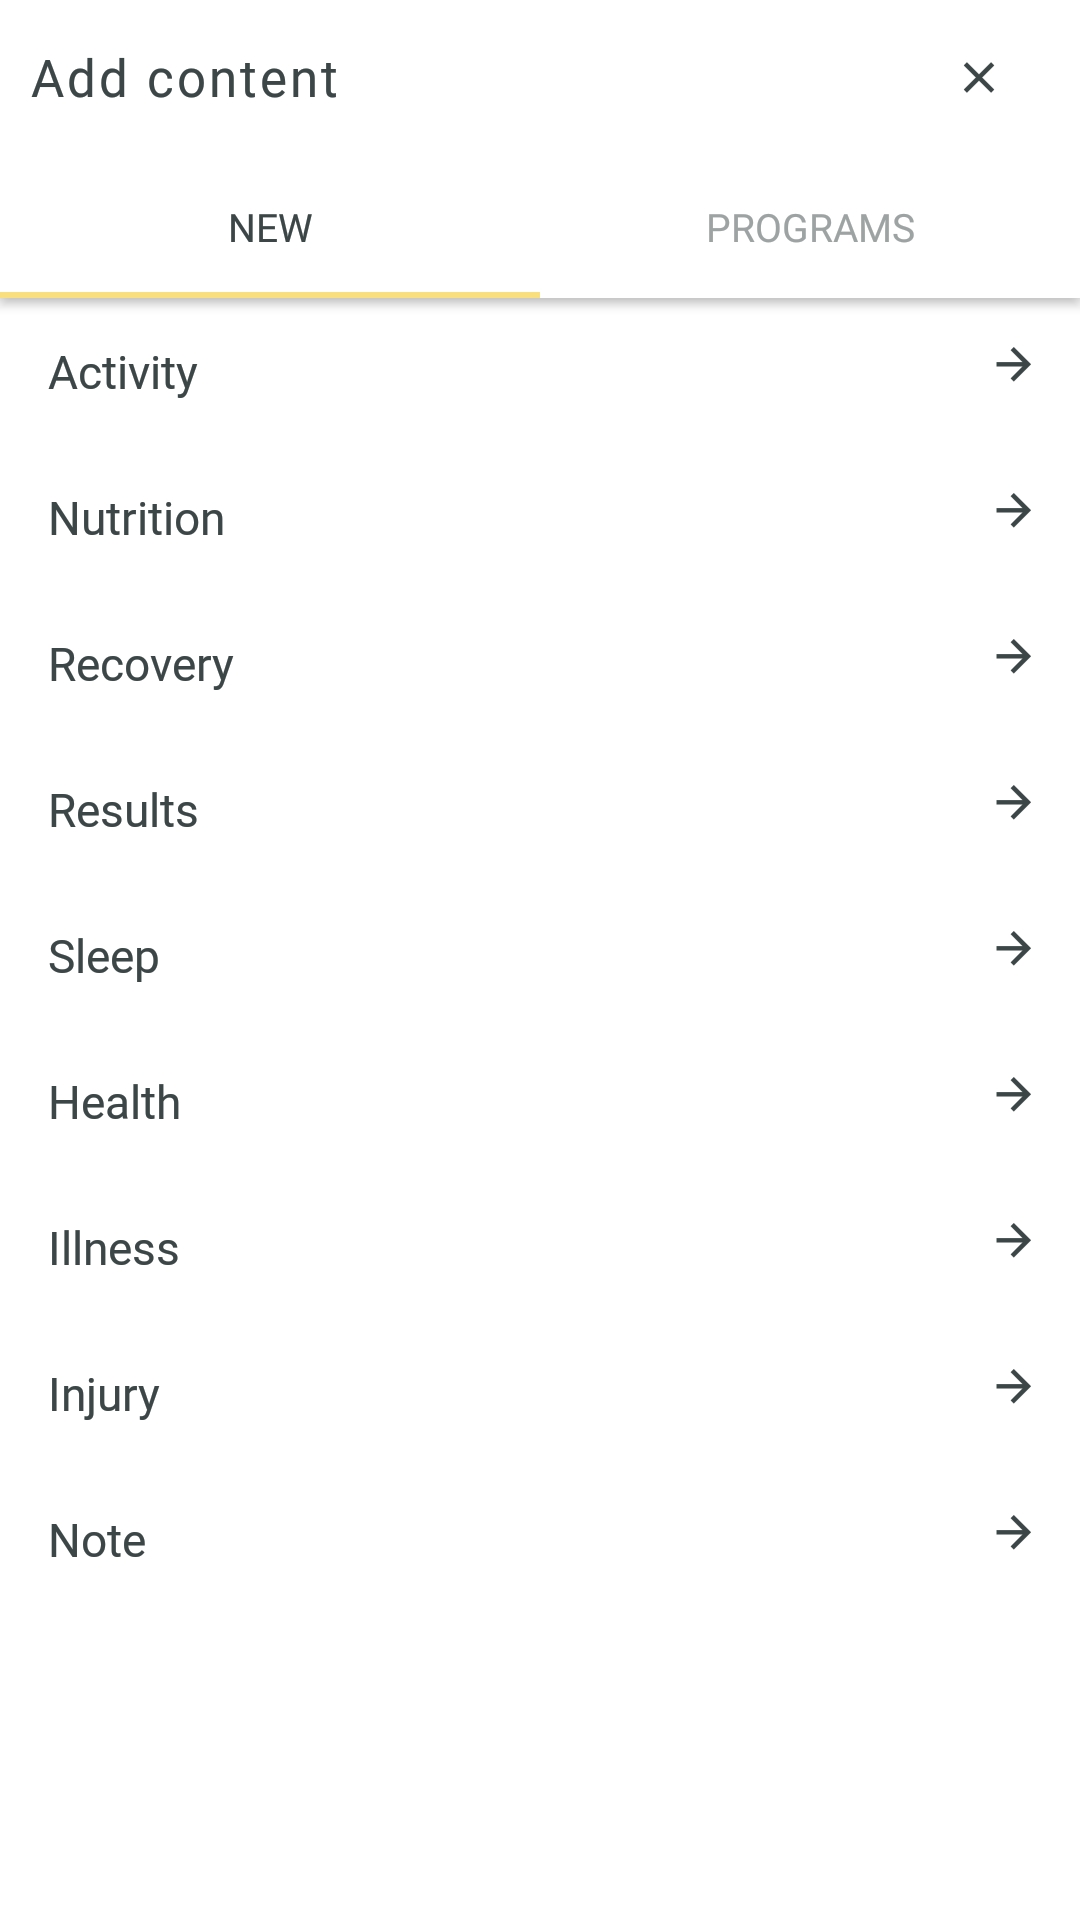 Add content
NEW
PROGRAMS
Activity
Nutrition
Recovery
Results
Sleep
Health
Illness
Injury
Note